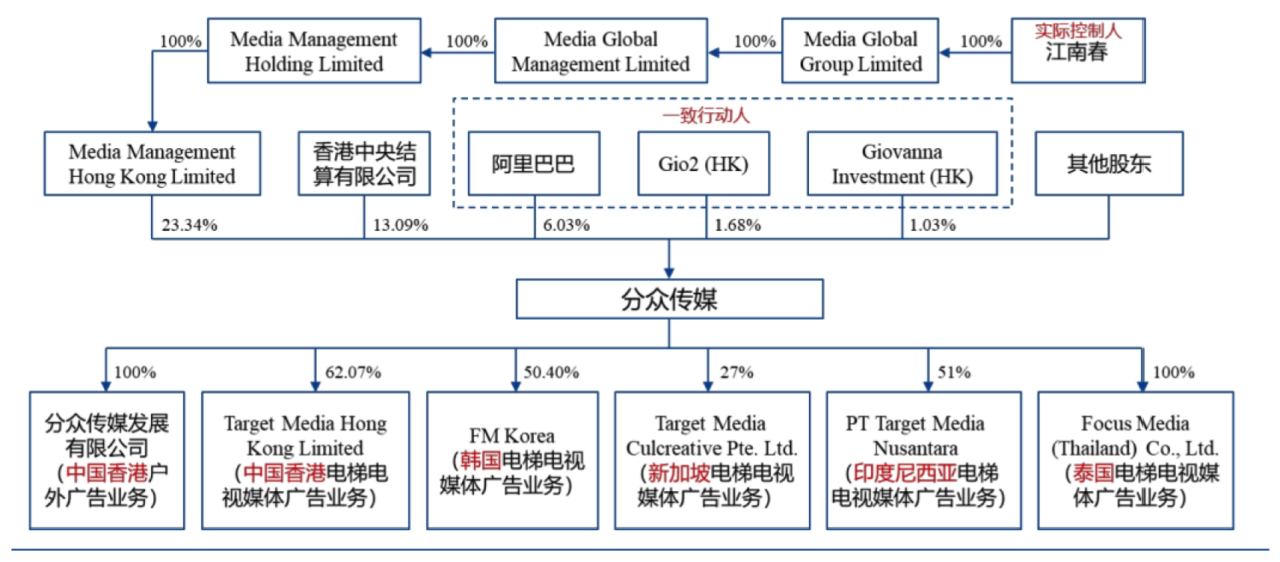 100%
Media Management
Holding Limited
100%
Media Global
Management Limited
100%
Media Global
Group Limited
100%
实际控制人
江南春
一致行动人
Media Management
Hong Kong Limited
香港中央结
算有限公司
阿里巴巴
Gio2 (HK)
Giovanna
Investment (HK)
其他股东
23.34%
13.09%
6.03%
1.68%
1.03%
分众传媒
100%
62.07%
50.40%
27%
51%
100%
分众传媒发展
有限公司
（中国香港户
外广告业务）
Target Media Hong
Kong Limited
（中国香港电梯电
视媒体广告业务）
FM Korea
（韩国电梯电视
媒体广告业务）
Target Media
Culcreative Pte. Ltd.
（新加坡电梯电视
媒体广告业务）
PT Target Media
Nusantara
（印度尼西亚电梯
电视媒体广告业务）
Focus Media
(Thailand) Co., Ltd.
（泰国电梯电视媒
体广告业务）